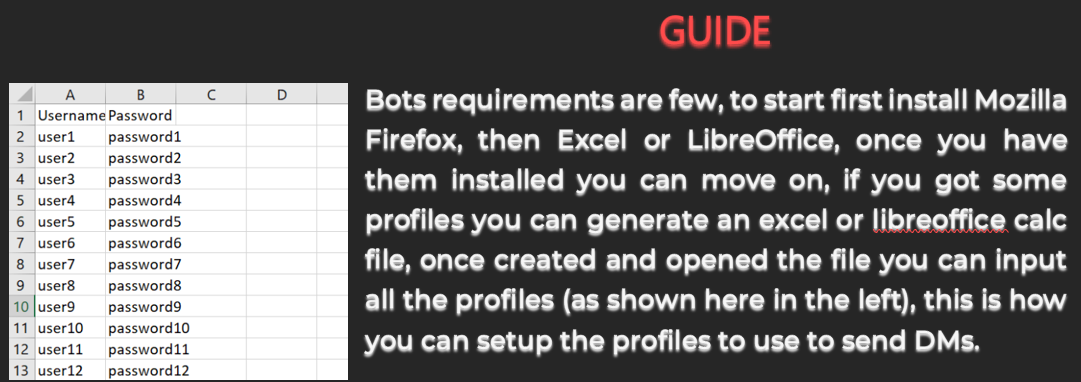 GUIDE
A B C D
1 Username Password
2 user1 password1
3 user2 password2
4 user3 password3
5 user4 password4
6 user5 password5
7 user6 password6
8 user7 password7
9 user8 password8
10 user9 password9
11 user10 password10
12 user11 password11
13 user12 password12
Bots requirements are few, to start first install Mozilla
Firefox, then Excel or LibreOffice, once you have
them installed you can move on, if you got some
profiles you can generate an excel or libreoffice calc
file, once created and opened the file you can input
all the profiles (as shown here in the left), this is how
you can setup the profiles to use to send DMs.